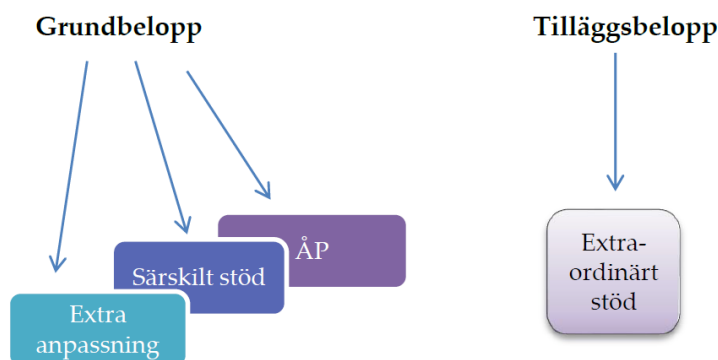 Grundbelopp
Tilläggsbelopp
ÅP
Särskilt stöd
Extra
anpassning
Extra-
ordinärt
stöd